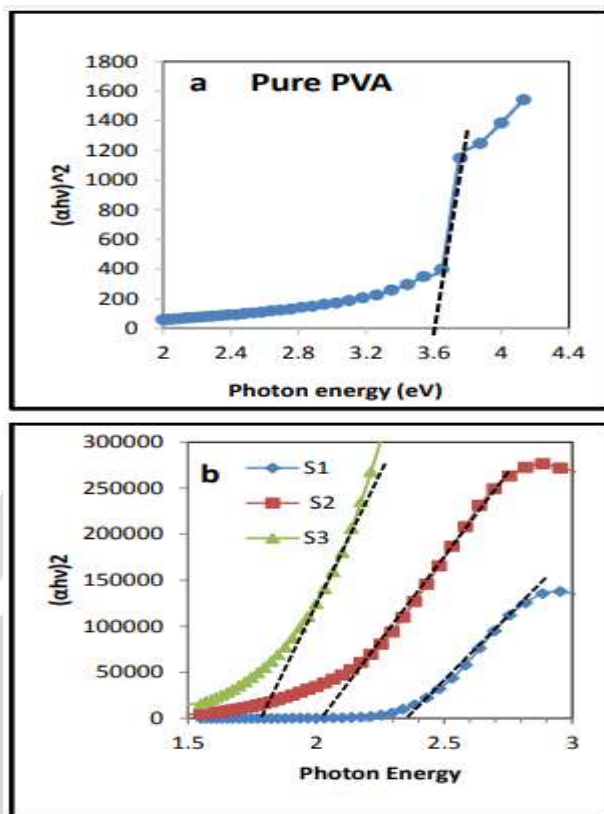 a Pure PVA
1800
1600
1400
1200
1000
800
600
400
200
0
(αhν)^2
2 2.4 2.8 3.2 3.6 4 4.4
Photon energy (eV)
b
S1
S2
S3
300000
250000
200000
150000
100000
50000
0
(αhν)2
1.5 2 2.5 3
Photon Energy